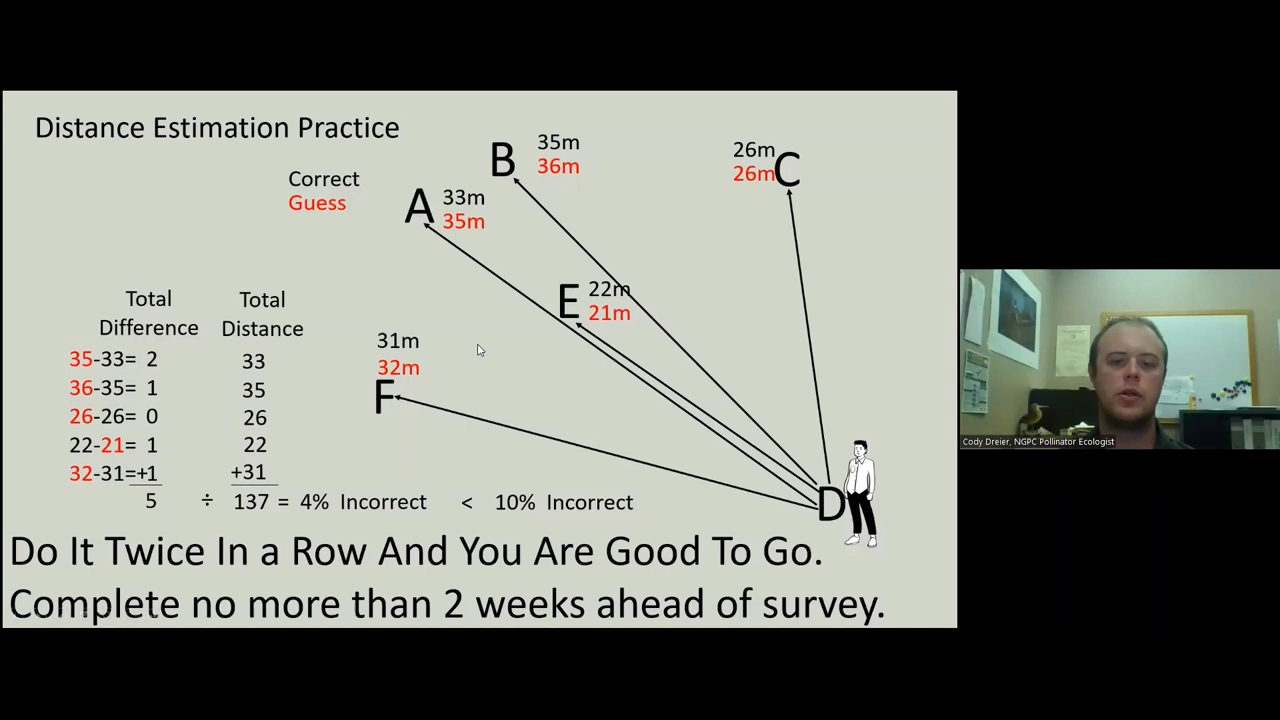 Distance Estimation Practice
Correct
Guess
A
33m
35m
B
35m
36m
26m
26m
C
E
22m
21m
31m
32m
F
D
Total
Difference
Total
Distance
35-33= 2 33
36-35= 1 35
26-26= 0 26
22-21= 1 22
32-31=+1 +31
5 ÷ 137 = 4% Incorrect < 10% Incorrect
Do It Twice In a Row And You Are Good To Go.
Complete no more than 2 weeks ahead of survey.
Cody Dreier, NGPC Pollinator Ecologist